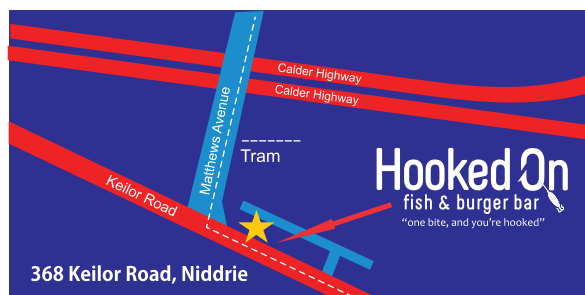 Calder Highway
Calder Highway
Matthews Avenue
Tram
Keilor Road
Hooked On
fish & burger bar
“one bite, and you’re hooked”
368 Keilor Road, Niddrie